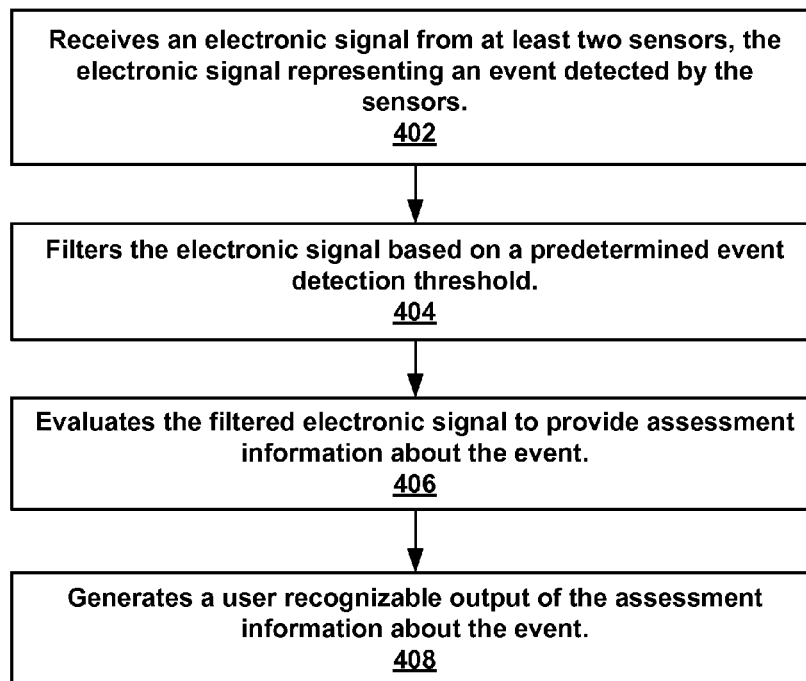 Receives an electronic signal from at least two sensors, the
electronic signal representing an event detected by the
sensors.
402
Filters the electronic signal based on a predetermined event
detection threshold.
404
Evaluates the filtered electronic signal to provide assessment
information about the event.
406
Generates a user recognizable output of the assessment
information about the event.
408